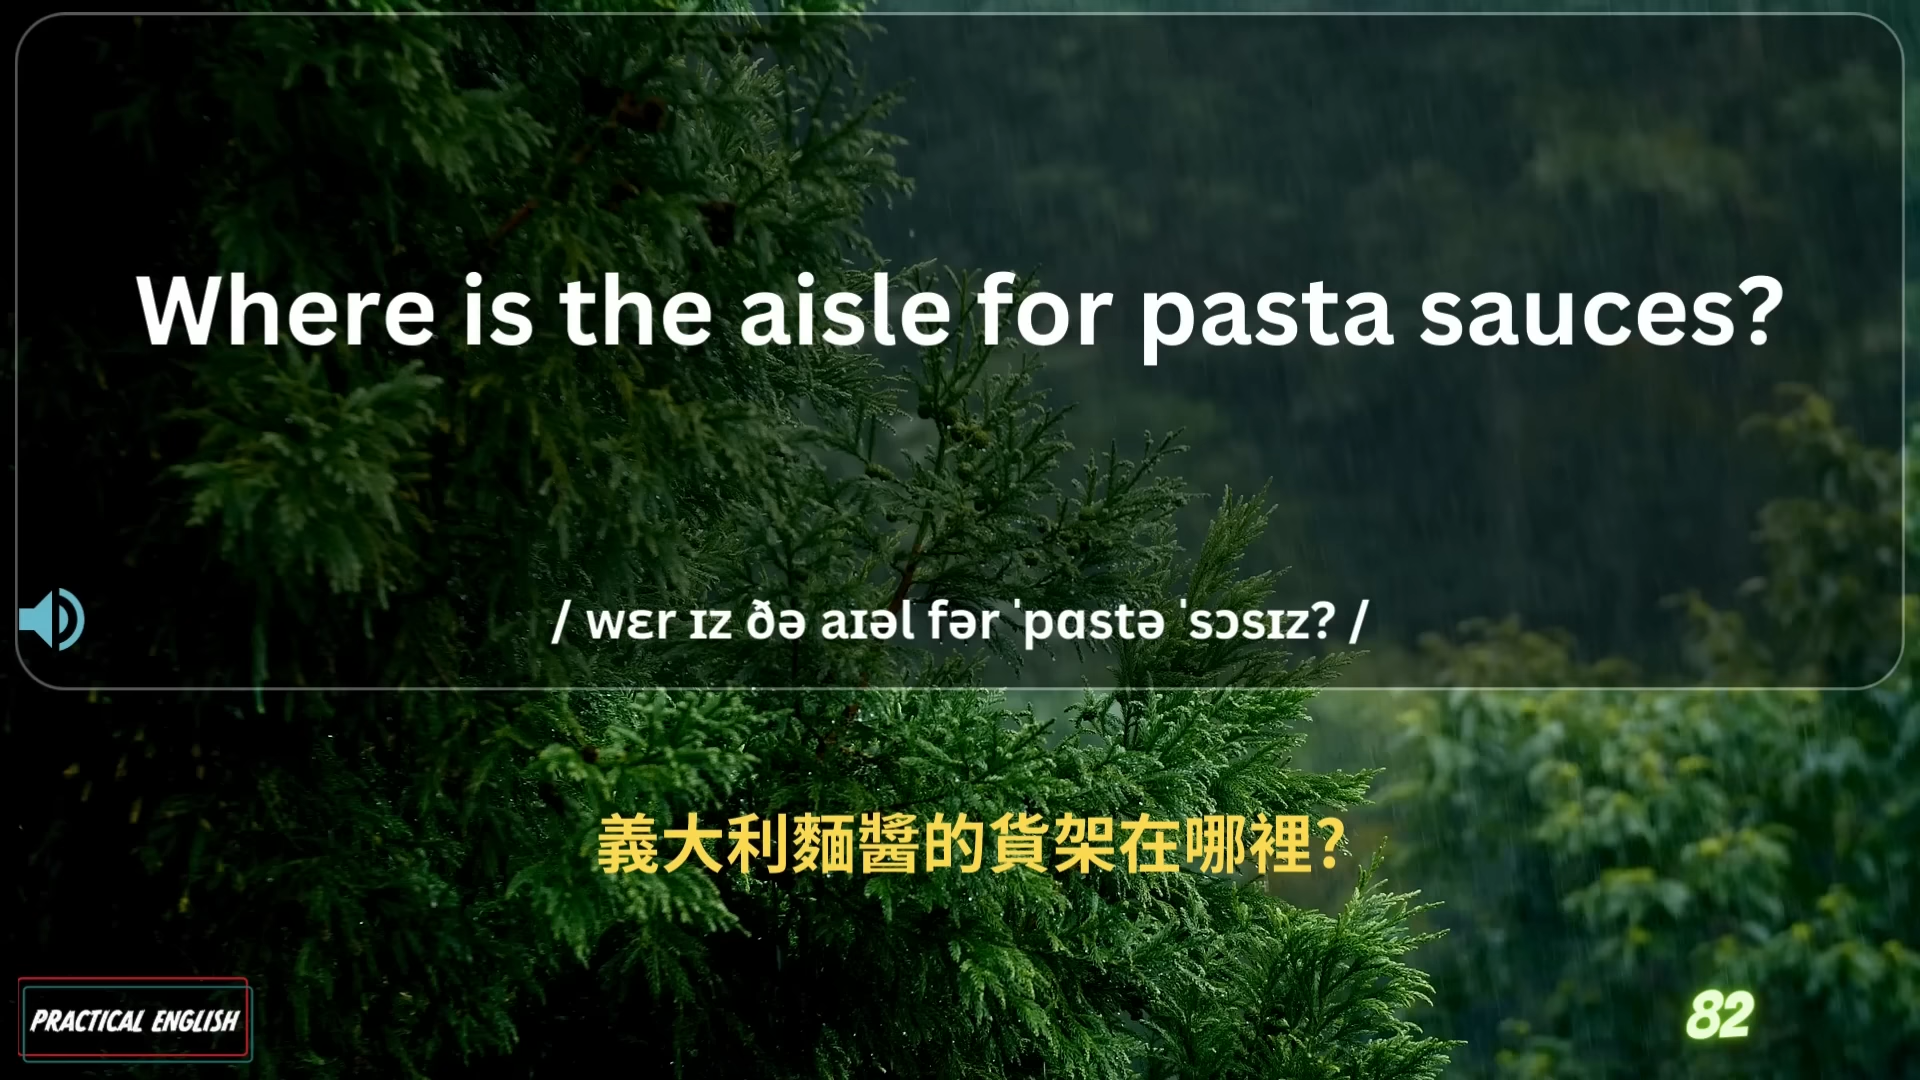 Where is the aisle for pasta sauces?
/ wɛr ɪz ðə aɪəl fər ˈpɑstə ˈsɔsɪz? /
義大利麵醬的貨架在哪裡?
PRACTICAL ENGLISH
82